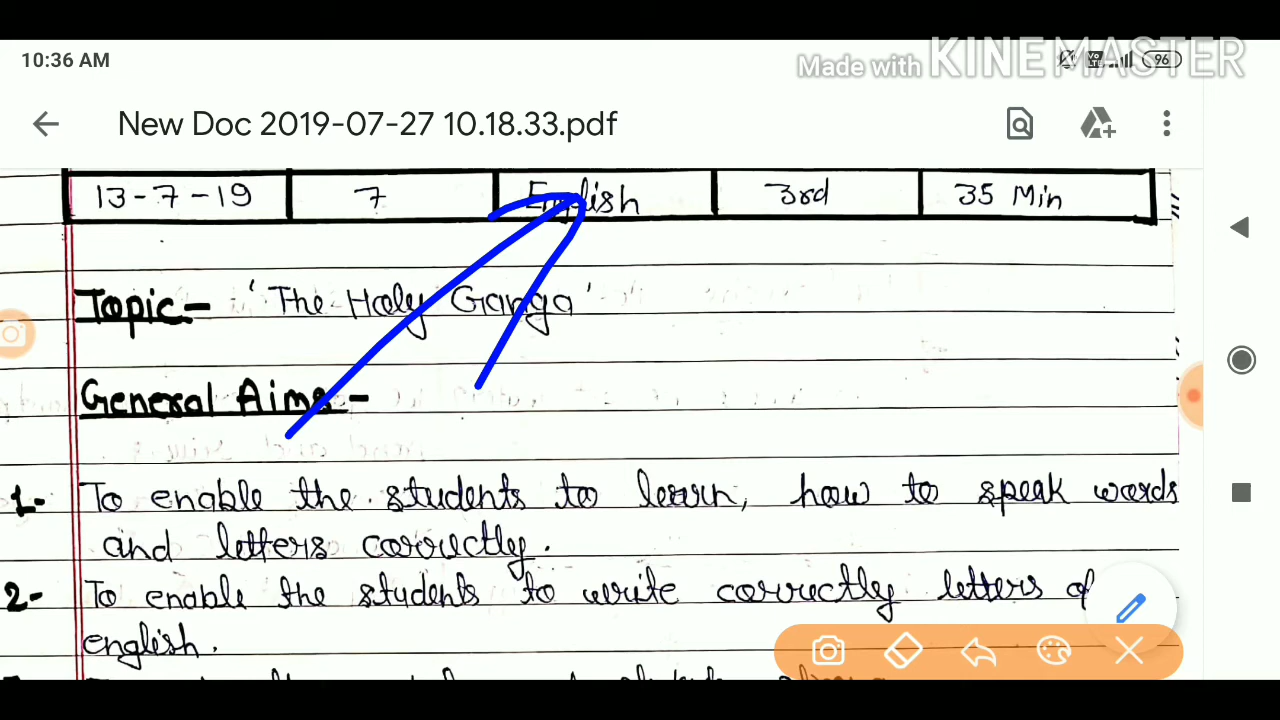 10:36 AM
Made with KINEMASTER
96
New Doc 2019-07-27 10.18.33.pdf
13-7-19 7 English 3rd 35 Min
Topic:- 'The Holy Ganga'
General Aims -
1- To enable the students to learn, how to speak words
and letters correctly.
2- To enable the students to write correctly letters of
english.